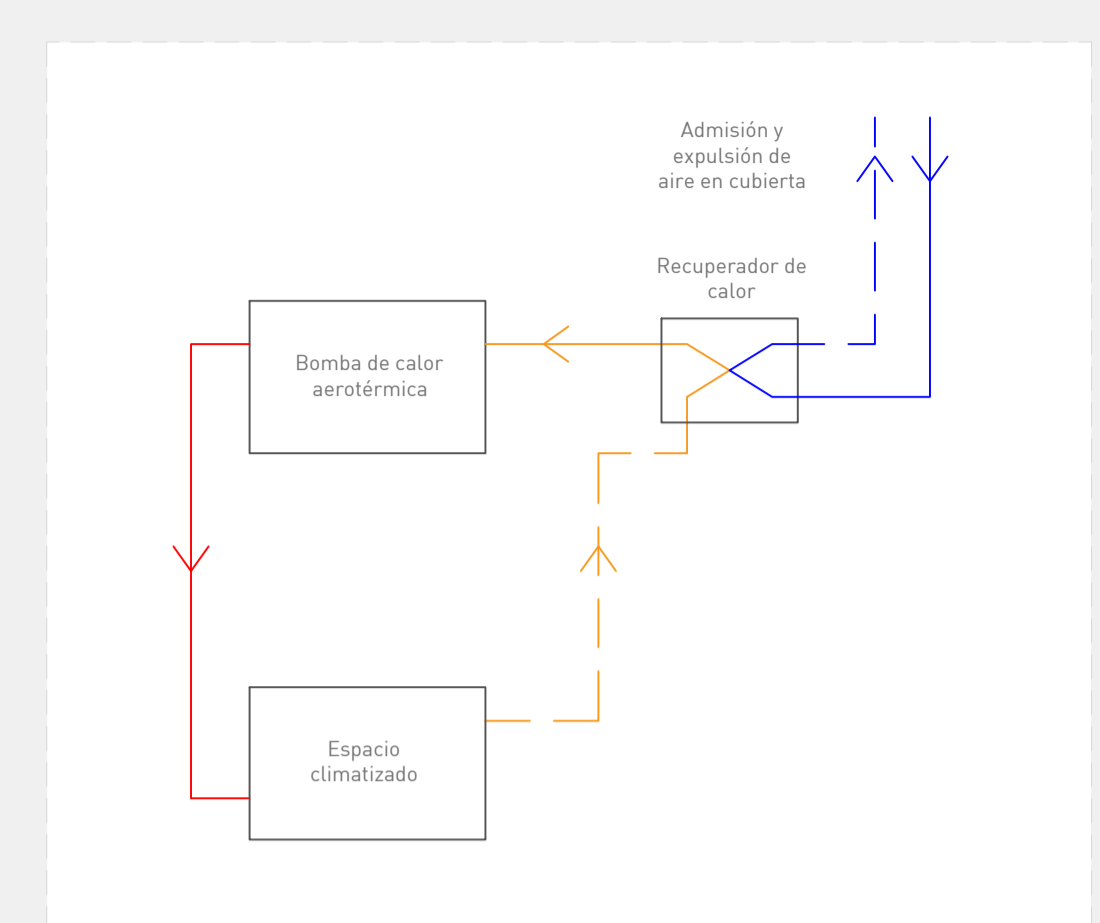 Admisión y
expulsión de
aire en cubierta
Recuperador de
calor
Bomba de calor
aerotérmica
Espacio
climatizado